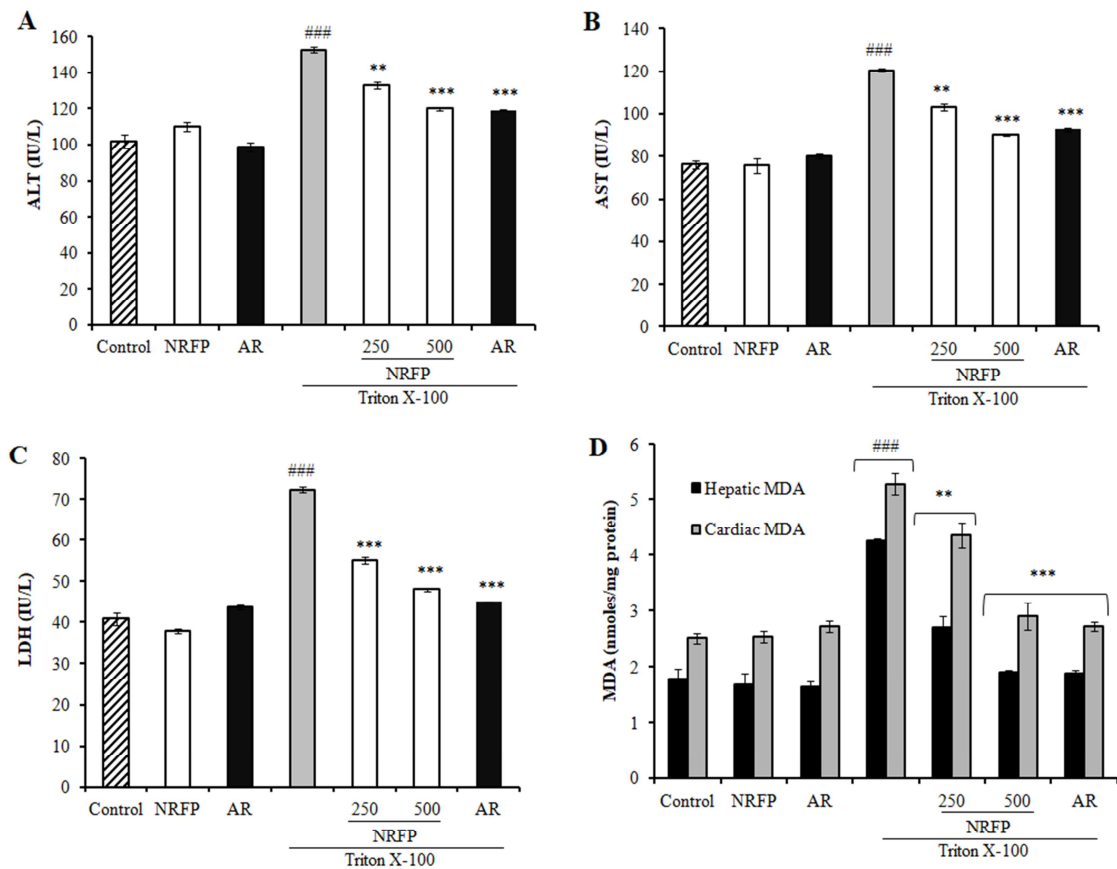 A
ALT (IU/L)
160
140
120
100
80
60
40
20
0
###
**
***
***
Control NRFP AR 250 500 AR
NRFP
Triton X-100
B
AST (IU/L)
140
120
100
80
60
40
20
0
###
**
***
***
Control NRFP AR 250 500 AR
NRFP
Triton X-100
C
LDH (IU/L)
80
70
60
50
40
30
20
10
0
###
***
***
***
Control NRFP AR 250 500 AR
NRFP
Triton X-100
D
MDA (nmoles/mg protein)
6
5
4
3
2
1
0
Hepatic MDA
Cardiac MDA
###
**
***
Control NRFP AR 250 500 AR
NRFP
Triton X-100